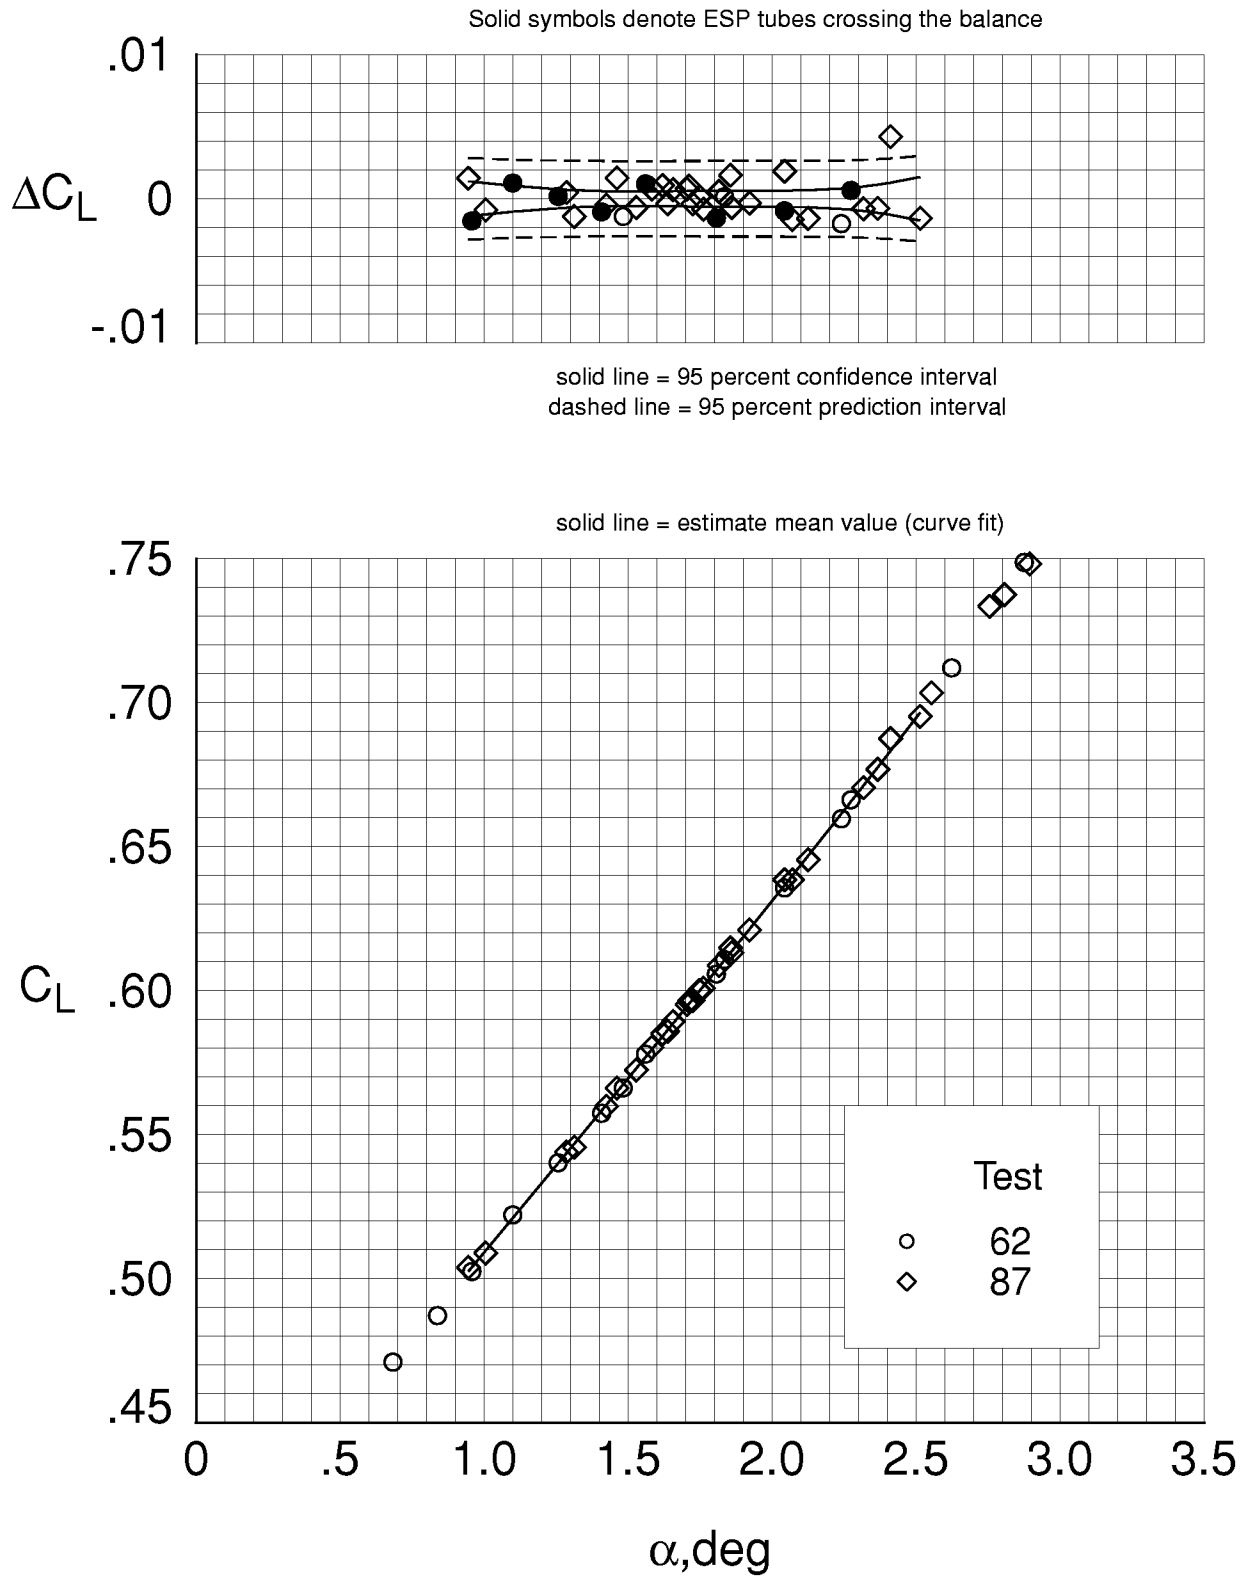 Solid symbols denote ESP tubes crossing the balance
.01
ΔC_L
0
-.01
solid line = 95 percent confidence interval
dashed line = 95 percent prediction interval
solid line = estimate mean value (curve fit)
.75
.70
.65
C_L
.60
.55
.50
.45
Test
62
87
0 .5 1.0 1.5 2.0 2.5 3.0 3.5
α,deg